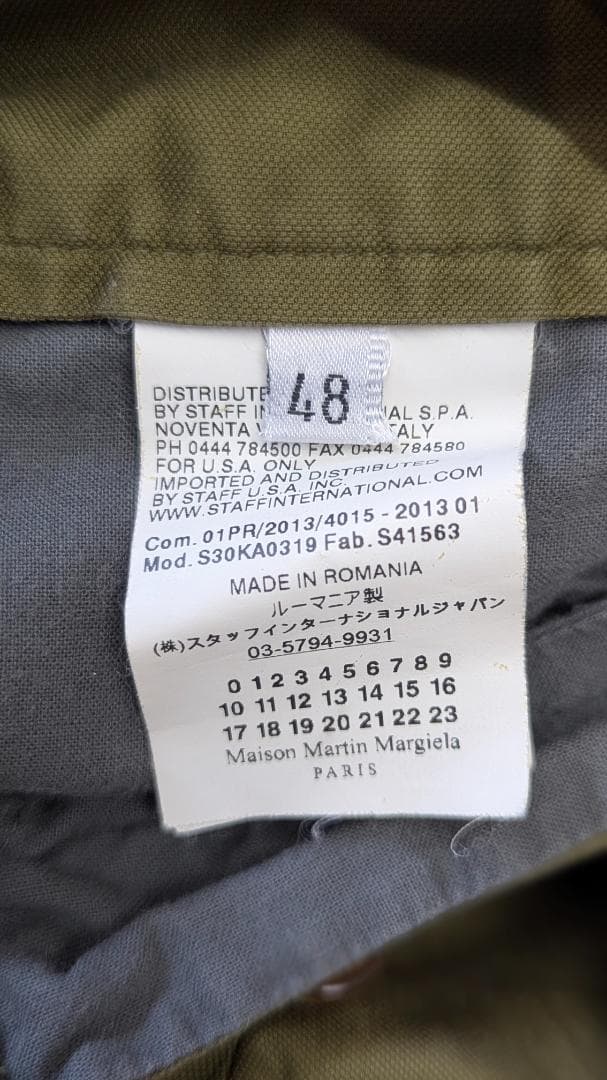 48
DISTRIBUTE
BY STAFF IN AL S.P.A.
NOVENTA ALY
PH 0444 784500 FAX 0444 784580
FOR U.S.A. ONLY
IMPORTED AND DISTRIBUTED
BY STAFF U.S.A. INC.
WWW.STAFFINTERNATIONAL.COM
Com. 01PR/2013/4015 - 2013 01
Mod. S30KA0319 Fab. S41563
MADE IN ROMANIA
ルーマニア製
(株)スタッフインターナショナルジャパン
03-5794-9931
0 1 2 3 4 5 6 7 8 9
10 11 12 13 14 15 16
17 18 19 20 21 22 23
Maison Martin Margiela
PARIS